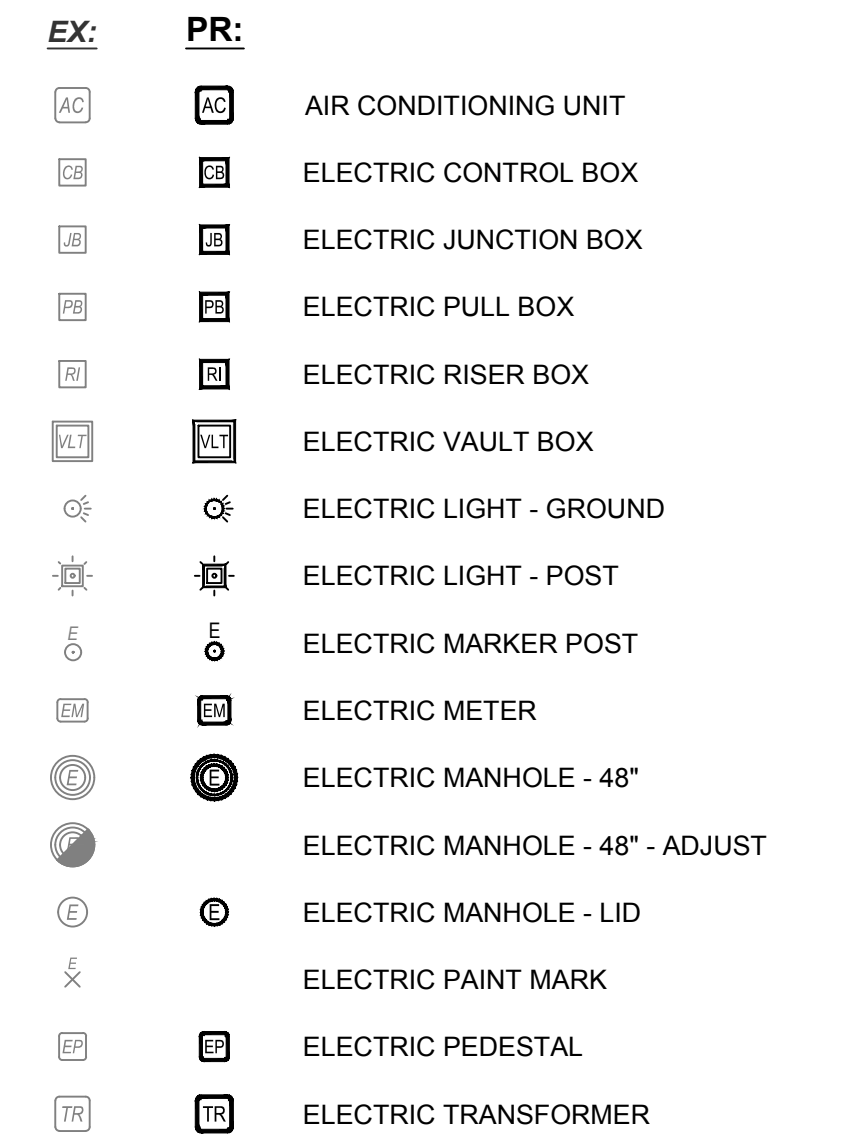 EX: PR:
AC AC AIR CONDITIONING UNIT
CB CB ELECTRIC CONTROL BOX
JB JB ELECTRIC JUNCTION BOX
PB PB ELECTRIC PULL BOX
RI RI ELECTRIC RISER BOX
VLT VLT ELECTRIC VAULT BOX
ELECTRIC LIGHT - GROUND
ELECTRIC LIGHT - POST
E E ELECTRIC MARKER POST
EM EM ELECTRIC METER
E E ELECTRIC MANHOLE - 48"
E ELECTRIC MANHOLE - 48" - ADJUST
E E ELECTRIC MANHOLE - LID
E ELECTRIC PAINT MARK
EP EP ELECTRIC PEDESTAL
TR TR ELECTRIC TRANSFORMER